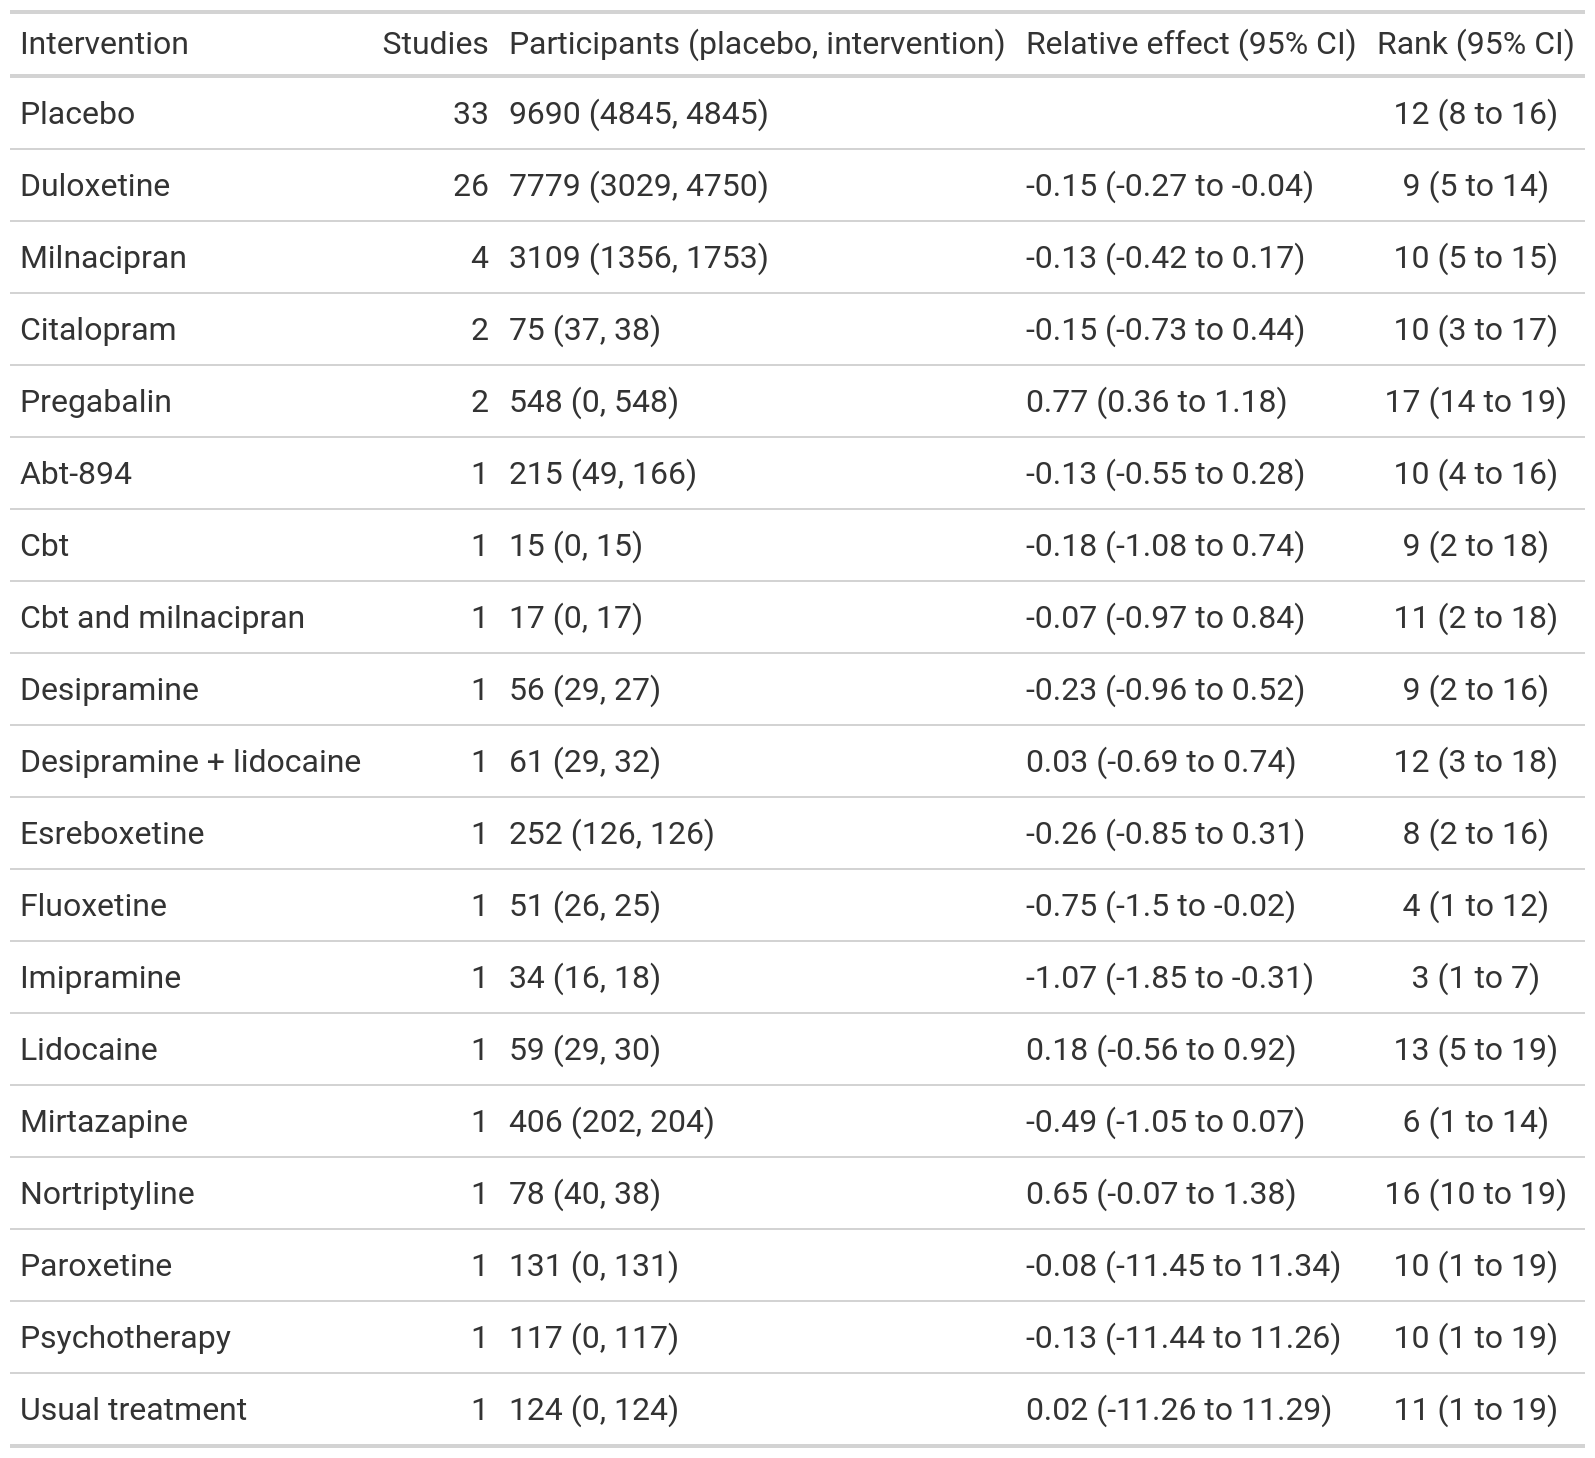 Intervention Studies Participants (placebo, intervention) Relative effect (95% CI) Rank (95% CI)
Placebo 33 9690 (4845, 4845) 12 (8 to 16)
Duloxetine 26 7779 (3029, 4750) -0.15 (-0.27 to -0.04) 9 (5 to 14)
Milnacipran 4 3109 (1356, 1753) -0.13 (-0.42 to 0.17) 10 (5 to 15)
Citalopram 2 75 (37, 38) -0.15 (-0.73 to 0.44) 10 (3 to 17)
Pregabalin 2 548 (0, 548) 0.77 (0.36 to 1.18) 17 (14 to 19)
Abt-894 1 215 (49, 166) -0.13 (-0.55 to 0.28) 10 (4 to 16)
Cbt 1 15 (0, 15) -0.18 (-1.08 to 0.74) 9 (2 to 18)
Cbt and milnacipran 1 17 (0, 17) -0.07 (-0.97 to 0.84) 11 (2 to 18)
Desipramine 1 56 (29, 27) -0.23 (-0.96 to 0.52) 9 (2 to 16)
Desipramine + lidocaine 1 61 (29, 32) 0.03 (-0.69 to 0.74) 12 (3 to 18)
Esreboxetine 1 252 (126, 126) -0.26 (-0.85 to 0.31) 8 (2 to 16)
Fluoxetine 1 51 (26, 25) -0.75 (-1.5 to -0.02) 4 (1 to 12)
Imipramine 1 34 (16, 18) -1.07 (-1.85 to -0.31) 3 (1 to 7)
Lidocaine 1 59 (29, 30) 0.18 (-0.56 to 0.92) 13 (5 to 19)
Mirtazapine 1 406 (202, 204) -0.49 (-1.05 to 0.07) 6 (1 to 14)
Nortriptyline 1 78 (40, 38) 0.65 (-0.07 to 1.38) 16 (10 to 19)
Paroxetine 1 131 (0, 131) -0.08 (-11.45 to 11.34) 10 (1 to 19)
Psychotherapy 1 117 (0, 117) -0.13 (-11.44 to 11.26) 10 (1 to 19)
Usual treatment 1 124 (0, 124) 0.02 (-11.26 to 11.29) 11 (1 to 19)